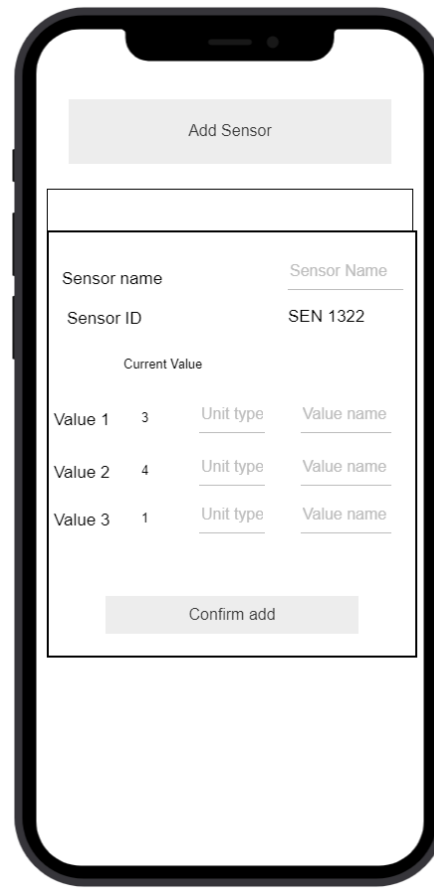 Add Sensor
Sensor name Sensor Name
Sensor ID SEN 1322
Current Value
Value 1 3 Unit type Value name
Value 2 4 Unit type Value name
Value 3 1 Unit type Value name
Confirm add